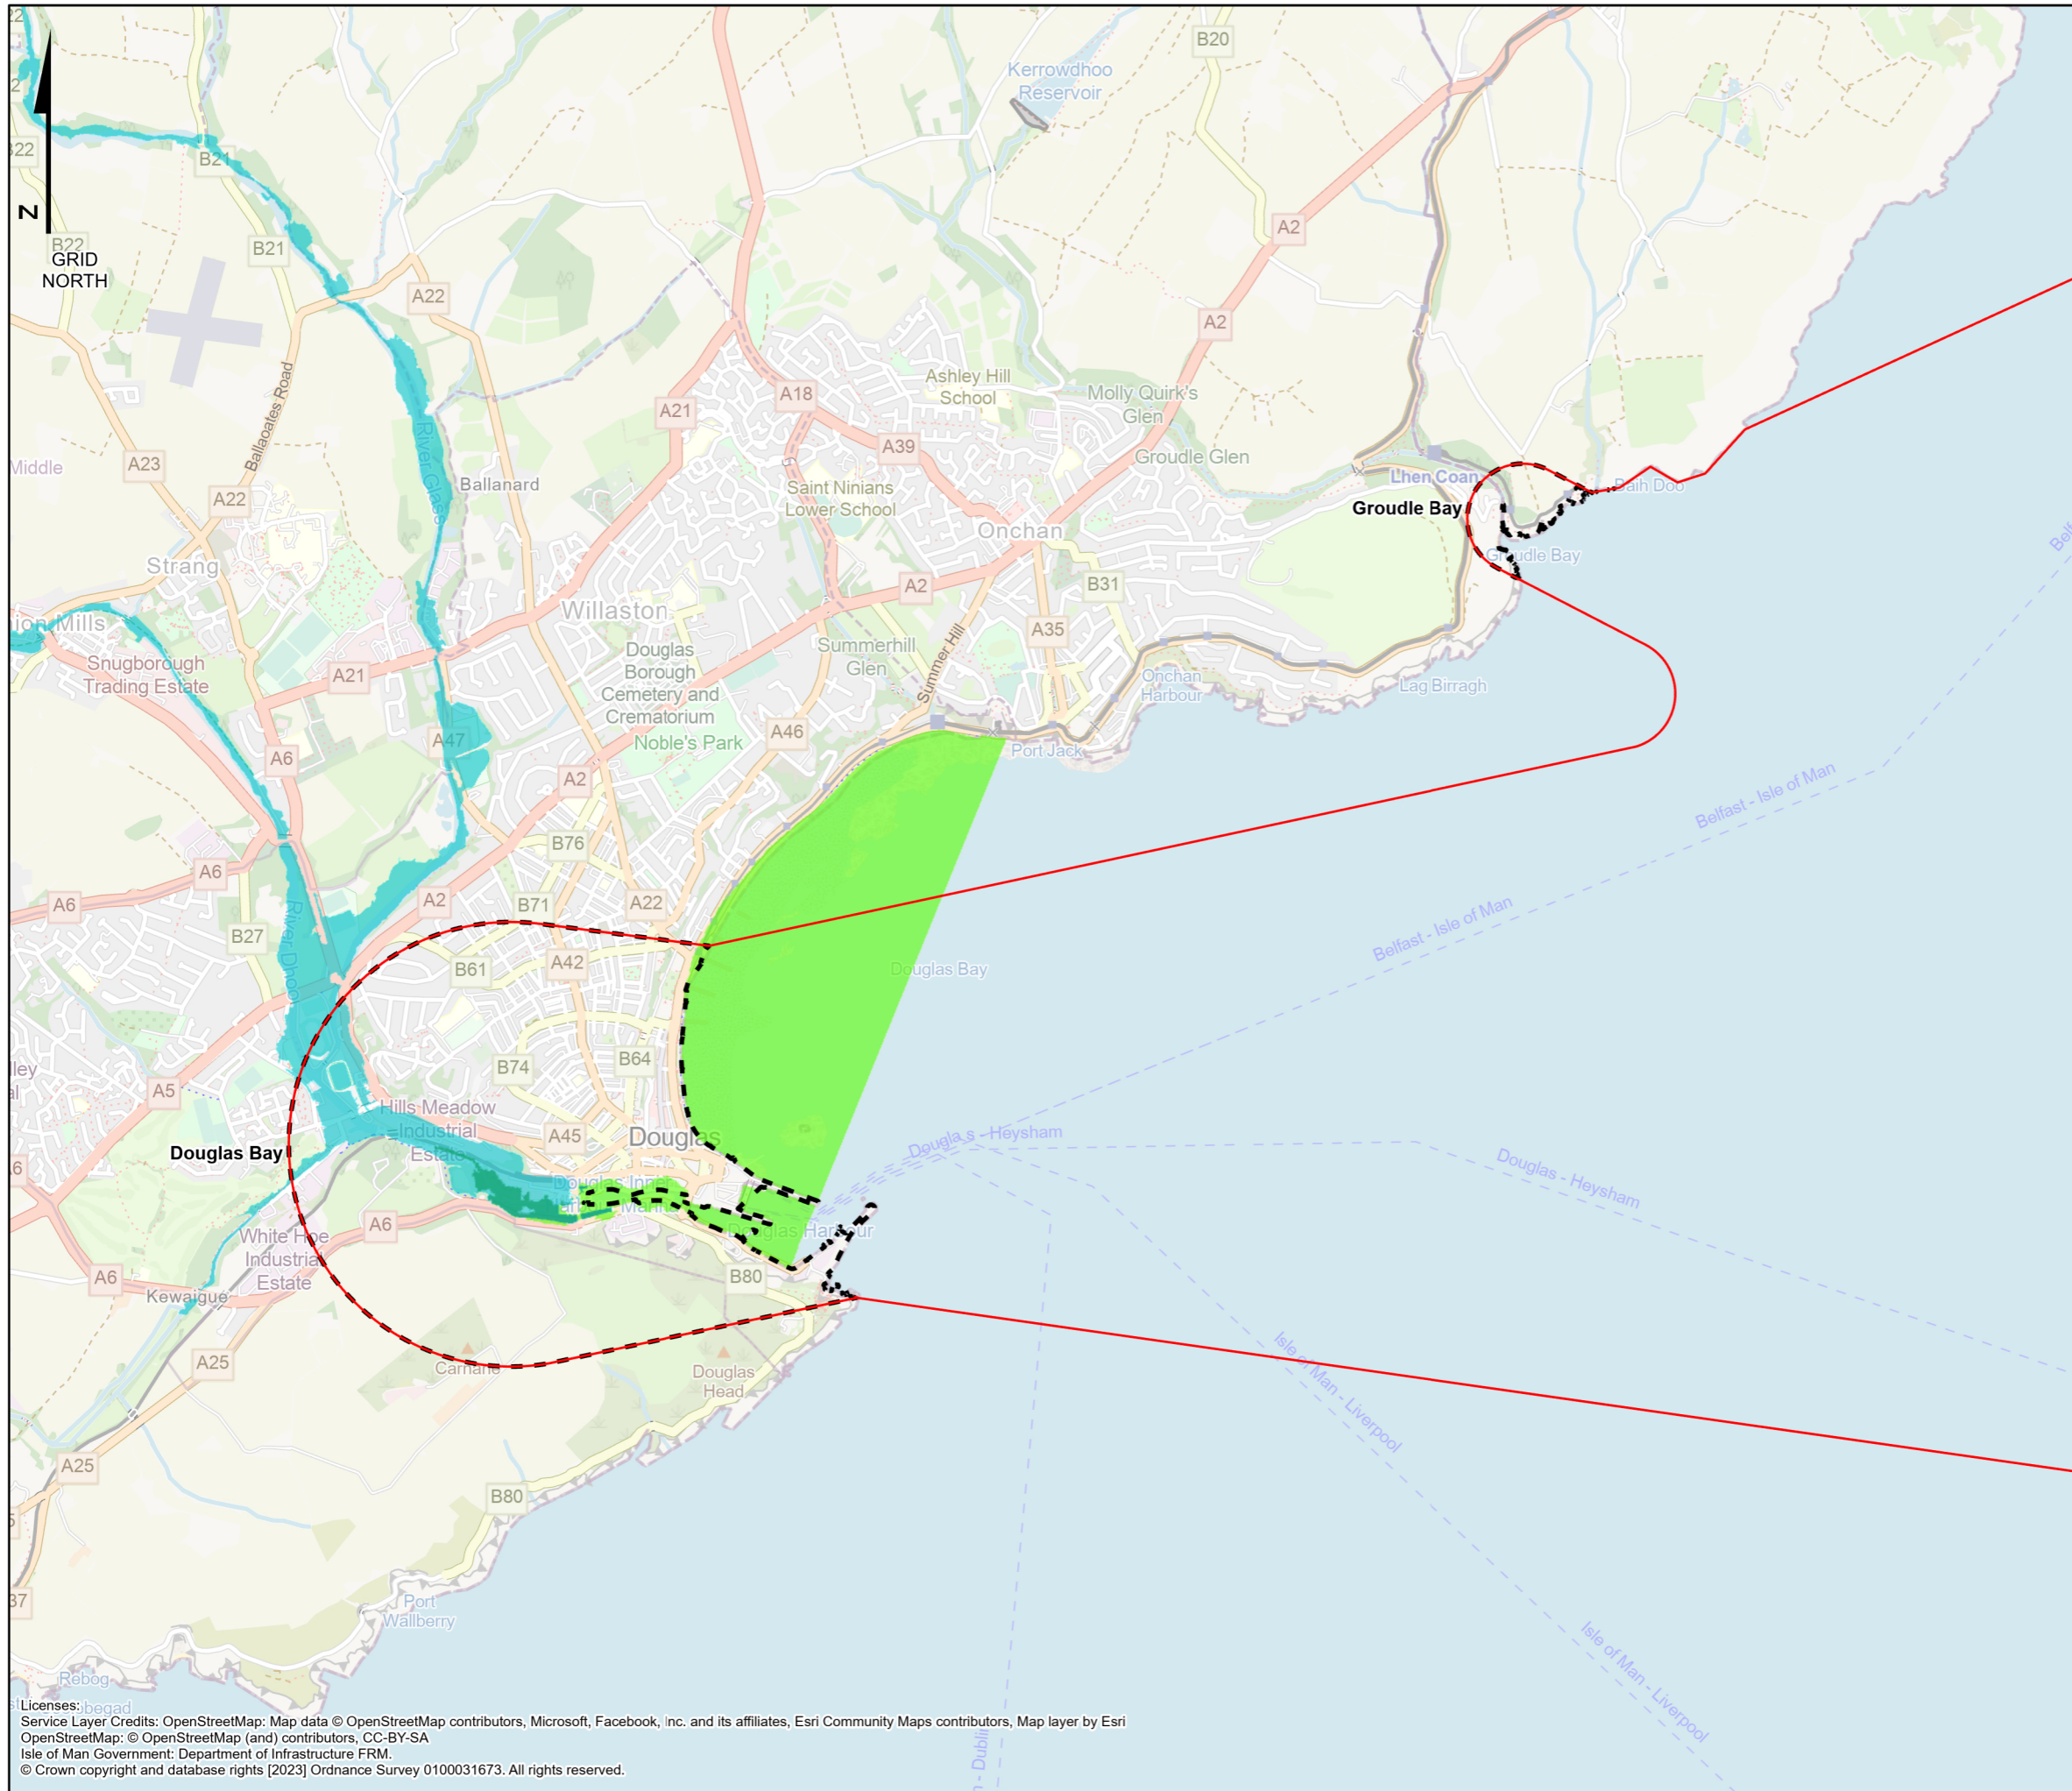 B20
Kerrowdhoo
Reservoir
B22
B21
A2
N
B22
B21
GRID
NORTH
A22
A2
Ballaoates Road
Ashley Hill
School
A18
A21
Molly Quirk's
Glen
River Glass
A39
Middle
A23
Groudle Glen
A22
Ballanard
Saint Ninians
Lower School
Lhen Coan
Baih Doo
Groudle Bay
Onchan
Groudle Bay
Strang
A2
B31
Willaston
A35
Summerhill
Glen
Summer Hill
Snugborough
Trading Estate
A21
Douglas
Borough
Cemetery and
Crematorium
Onchan
Harbour
Lag Birragh
A47
Noble's Park
A46
Port Jack
A6
A2
Belfast - Isle of Man
B76
A6
A6
A2
B71
A22
B27
River Dhoo
Belfast - Isle of Man
B61
A42
Douglas Bay
B74
B64
A5
Hills Meadow
Industrial
Estate
A45
Douglas
Douglas - Heysham
Douglas Bay
Douglas - Heysham
Douglas Inner
A6
Douglas Harbour
White Hoe
Industrial
Estate
A6
B80
Kewaigue
A25
Carnane
Douglas
Head
Isle of Man - Liverpool
A25
B80
Port
Wallberry
Isle of Man - Liverpool
Rebog
Licenses:
Service Layer Credits: OpenStreetMap: Map data © OpenStreetMap contributors, Microsoft, Facebook, Inc. and its affiliates, Esri Community Maps contributors, Map layer by Esri
OpenStreetMap: © OpenStreetMap (and) contributors, CC-BY-SA
Isle of Man Government: Department of Infrastructure FRM.
© Crown copyright and database rights [2023] Ordnance Survey 0100031673. All rights reserved.